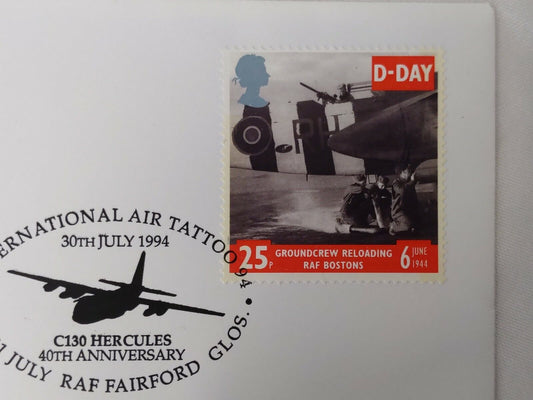 D-DAY
25P
GROUNDCREW RELOADING
RAF BOSTONS
6 JUNE
1944
ERNATIONAL AIR TATTOO 94
30TH JULY 1994
C130 HERCULES
40TH ANNIVERSARY
JULY RAF FAIRFORD GLOS.